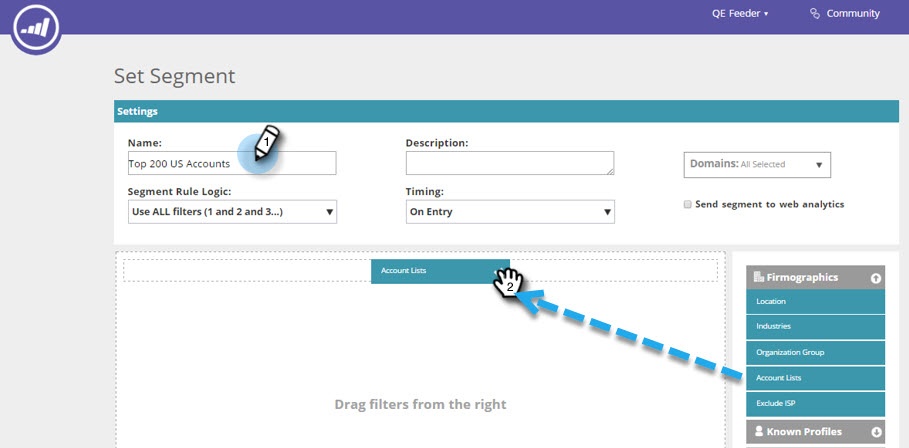 QE Feeder
Community
Set Segment
Settings
Name:
Description:
1
Top 200 US Accounts
Domains: All Selected
Segment Rule Logic:
Timing:
Use ALL filters (1 and 2 and 3...)
On Entry
Send segment to web analytics
Account Lists
2
Firmographics
Location
Industries
Organization Group
Account Lists
Exclude ISP
Drag filters from the right
Known Profiles